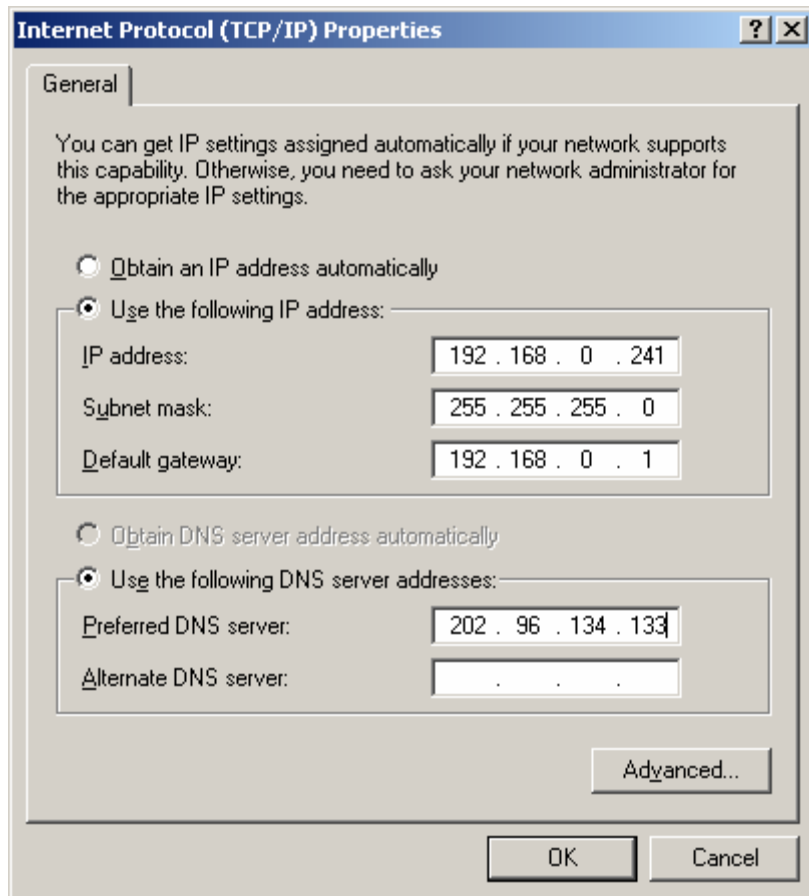 Internet Protocol (TCP/IP) Properties
General
You can get IP settings assigned automatically if your network supports
this capability. Otherwise, you need to ask your network administrator for
the appropriate IP settings.
Obtain an IP address automatically
Use the following IP address:
IP address: 192 . 168 . 0 . 241
Subnet mask: 255 . 255 . 255 . 0
Default gateway: 192 . 168 . 0 . 1
Obtain DNS server address automatically
Use the following DNS server addresses:
Preferred DNS server: 202 . 96 . 134 . 133
Alternate DNS server: . . .
Advanced...
OK Cancel